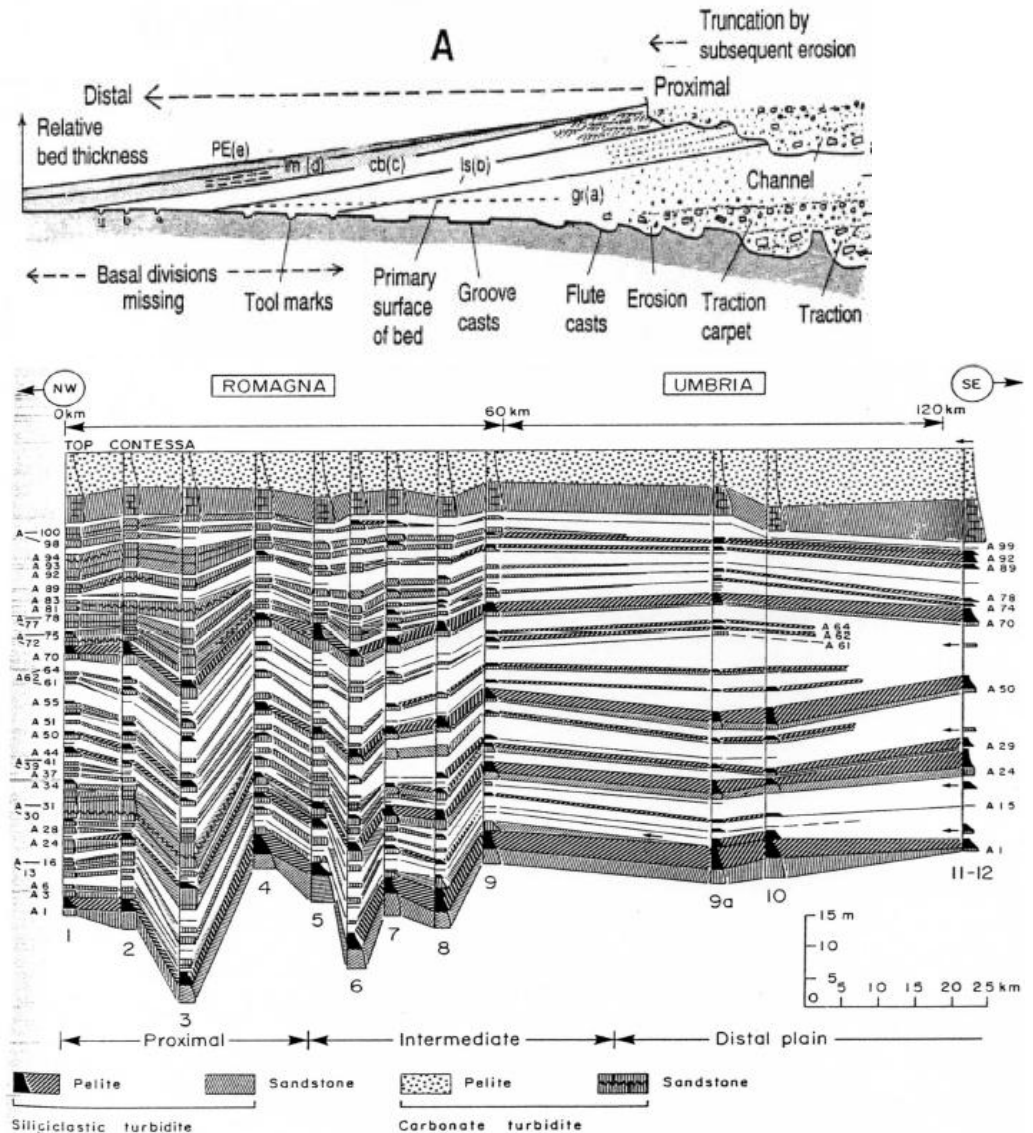 A
Truncation by
subsequent erosion
Distal
Proximal
Relative
bed thickness
PE(e)
lm (d)
cb(c)
ls(b)
gr(a)
Channel
Basal divisions
missing
Tool marks
Primary
surface
of bed
Groove
casts
Flute
casts
Erosion
Traction
carpet
Traction
NW
ROMAGNA
UMBRIA
SE
0km
60 km
120 km
TOP CONTESSA
A 100
98
A 94
A 93
A 92
A 89
A 83
A 81
A 78
77
A 75
72
A 70
64
A 62
61
A 55
A 51
A 50
A 44
41
A 39
A 37
A 34
A 31
30
A 28
A 24
A 16
13
A 6
A 3
A 1
A 64
A 62
A 61
A 99
A 92
A 89
A 78
A 74
A 70
A 50
A 29
A 24
A 15
A 1
1
2
3
4
5
6
7
8
9
9a
10
11-12
15 m
10
5
0
5 10 15 20 25 km
Proximal
Intermediate
Distal plain
Pelite
Sandstone
Pelite
Sandstone
Siliciclastic turbidite
Carbonate turbidite